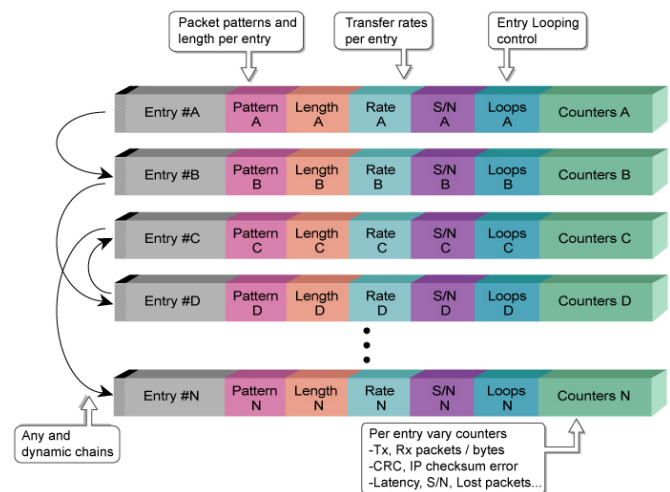 Packet patterns and
length per entry
Transfer rates
per entry
Entry Looping
control
Entry #A
Pattern
A
Length
A
Rate
A
S/N
A
Loops
A
Counters A
Entry #B
Pattern
B
Length
B
Rate
B
S/N
B
Loops
B
Counters B
Entry #C
Pattern
C
Length
C
Rate
C
S/N
C
Loops
C
Counters C
Entry #D
Pattern
D
Length
D
Rate
D
S/N
D
Loops
D
Counters D
Entry #N
Pattern
N
Length
N
Rate
N
S/N
N
Loops
N
Counters N
Any and
dynamic chains
Per entry vary counters
-Tx, Rx packets / bytes
-CRC, IP checksum error
-Latency, S/N, Lost packets...